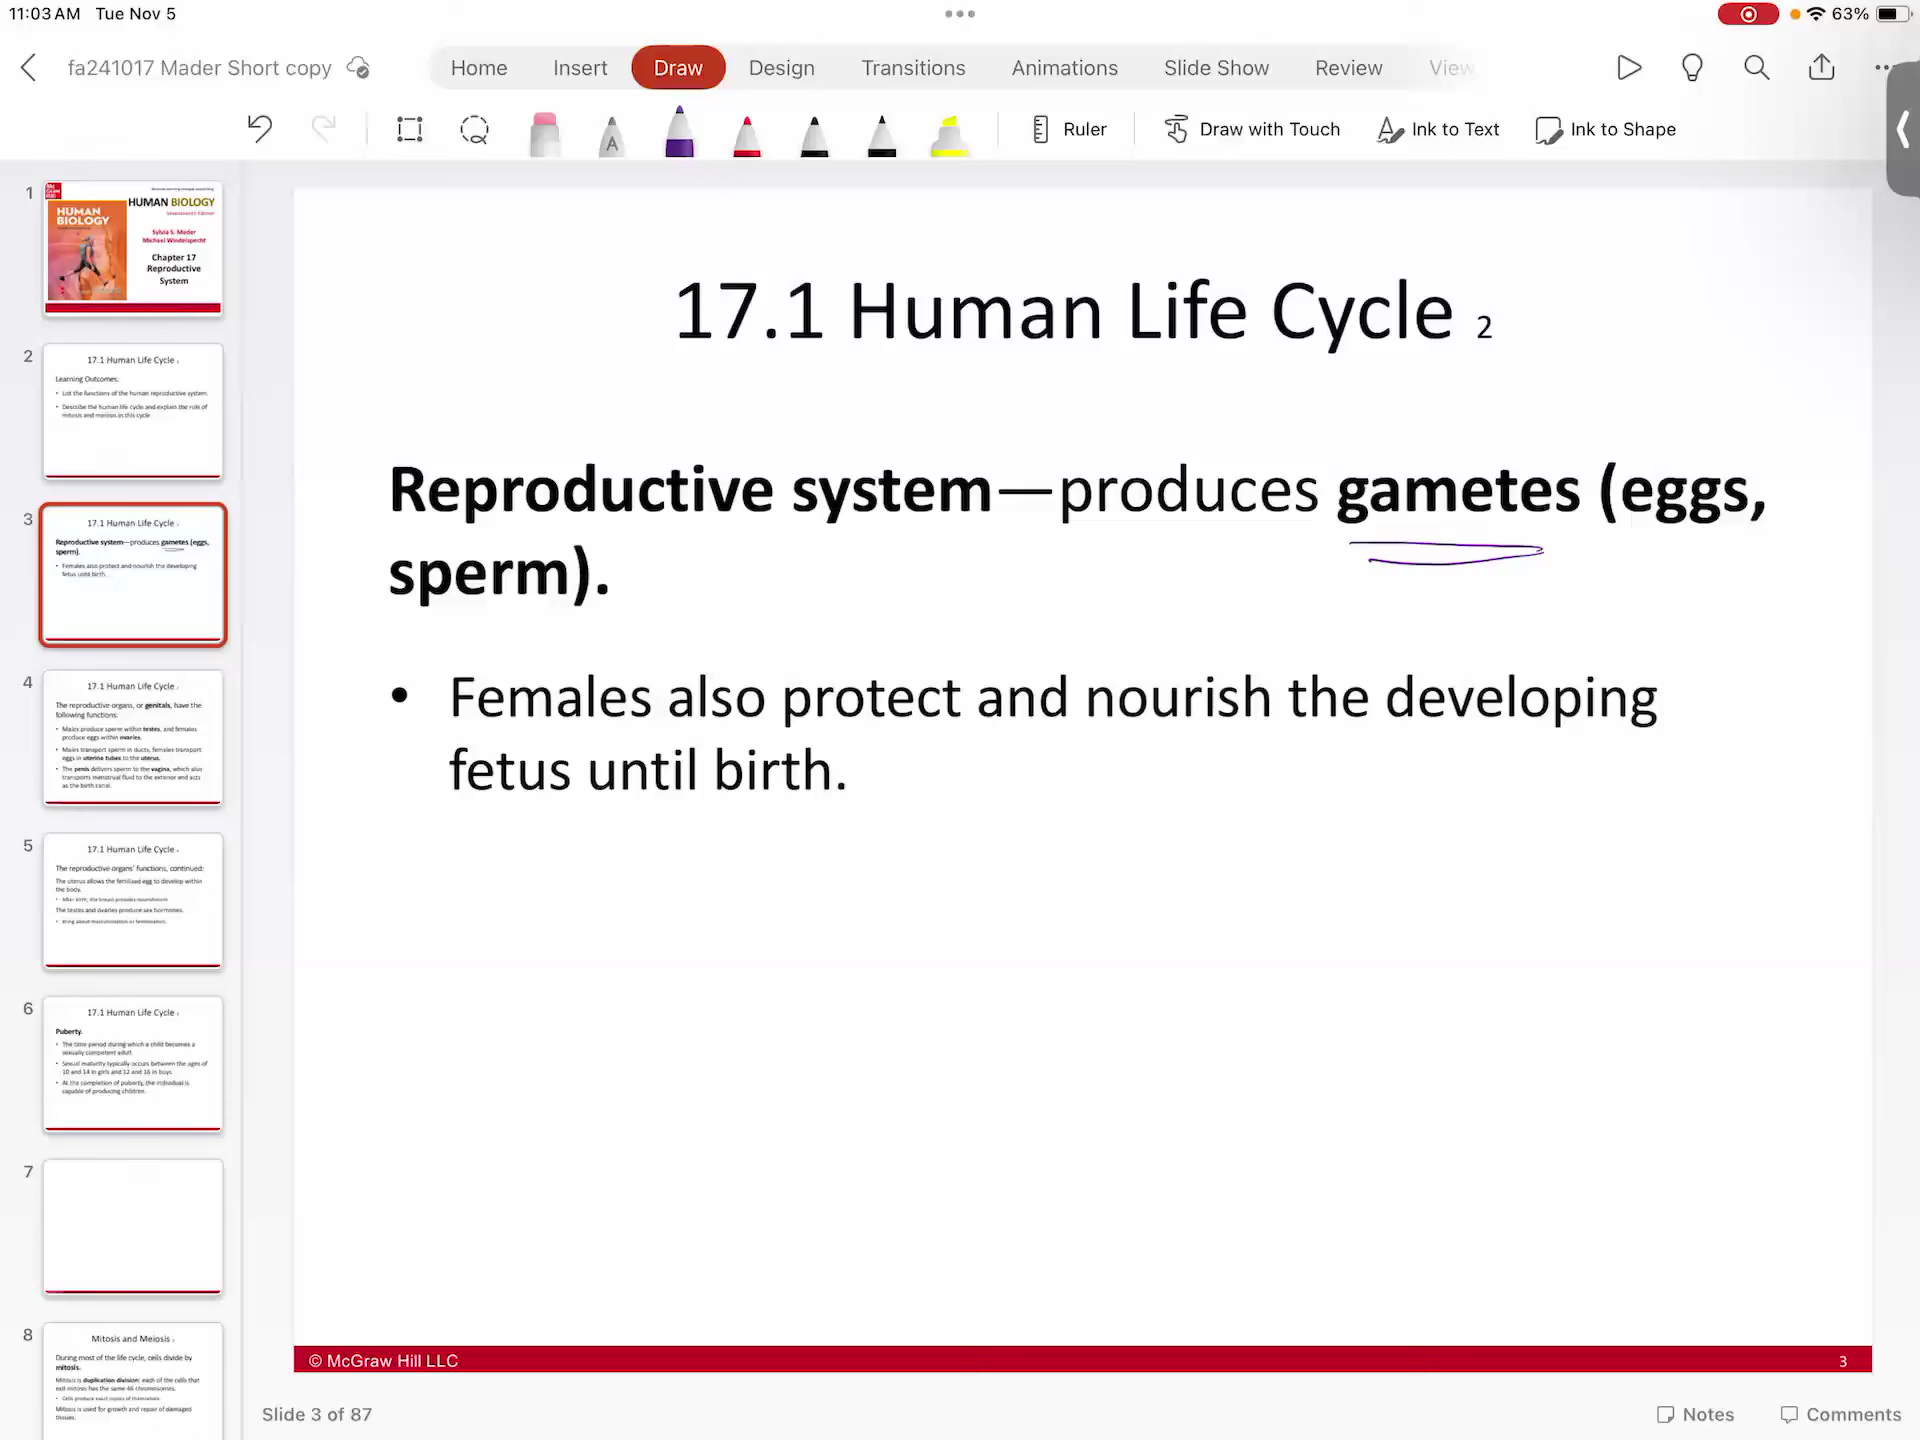 11:03 AM Tue Nov 5
63%
fa241017 Mader Short copy
Home Insert Draw Design Transitions Animations Slide Show Review View
A Ruler Draw with Touch Ink to Text Ink to Shape
1
HUMAN BIOLOGY
HUMAN BIOLOGY
Sylvia S. Mader
Michael Windelspecht
Chapter 17
Reproductive
System
2
17.1 Human Life Cycle
Learning Outcomes:
• List the functions of the human reproductive system.
• Describe the human life cycle and explain the role of
mitosis and meiosis in this cycle
3
17.1 Human Life Cycle
Reproductive system—produces gametes (eggs,
sperm).
• Females also protect and nourish the developing
fetus until birth.
4
17.1 Human Life Cycle
The reproductive organs, or genitals, have the
following functions:
• Males produce sperm within testes, and females
produce eggs within ovaries.
• Males transport sperm in ducts, females transport
eggs in uterine tubes to the uterus.
• The penis delivers sperm to the vagina, which also
transports menstrual fluid to the exterior and acts
as the birth canal.
5
17.1 Human Life Cycle
The reproductive organs' functions, continued:
The uterus allows the fertilized egg to develop within
the body.
• After birth, the breast provides nourishment.
The testes and ovaries produce sex hormones.
• Bring about masculinization or feminization.
6
17.1 Human Life Cycle
Puberty.
• The time period during which a child becomes a
sexually competent adult.
• Sexual maturity typically occurs between the ages of
10 and 14 in girls and 12 and 16 in boys
• At the completion of puberty, the individual is
capable of producing children.
7
8
Mitosis and Meiosis
During most of the life cycle, cells divide by
mitosis.
Mitosis is duplication division: each of the cells that
exit mitosis has the same 46 chromosomes.
• Cells produce exact copies of themselves.
Mitosis is used for growth and repair of damaged
tissues.
17.1 Human Life Cycle 2
Reproductive system—produces gametes (eggs,
sperm).
• Females also protect and nourish the developing
fetus until birth.
© McGraw Hill LLC 3
Slide 3 of 87 Notes Comments